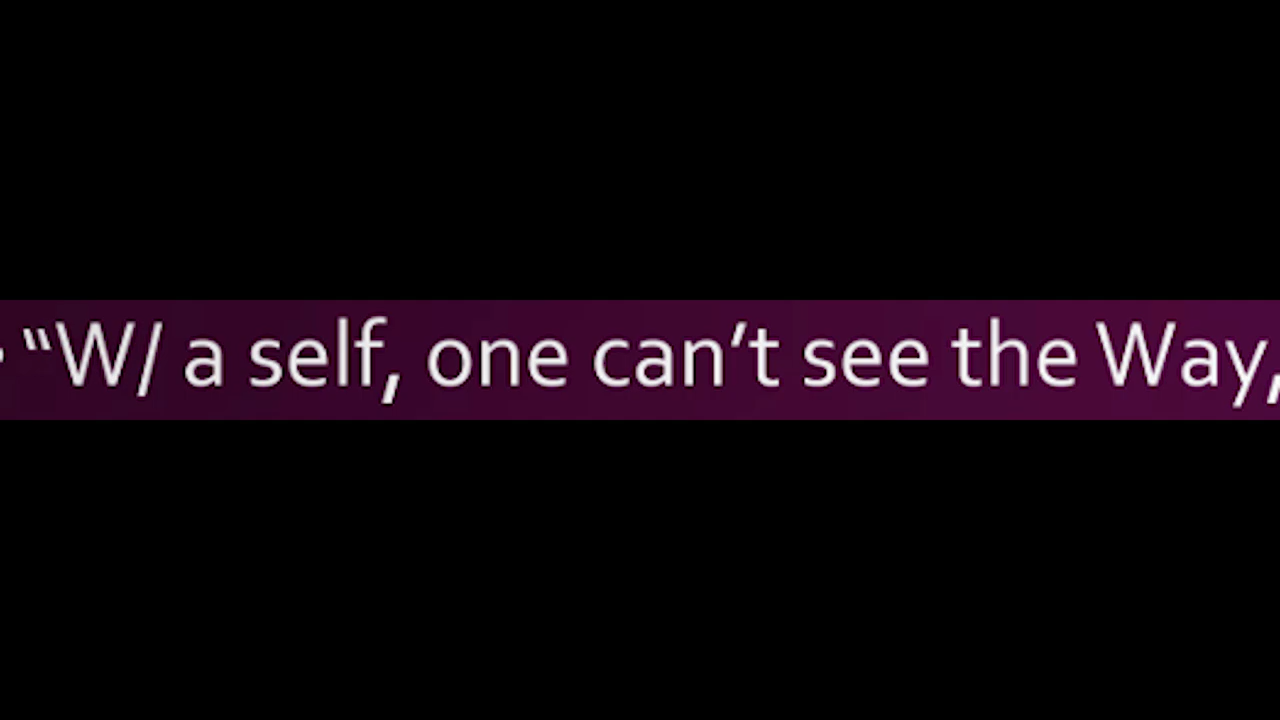 “W/ a self, one can’t see the Way,